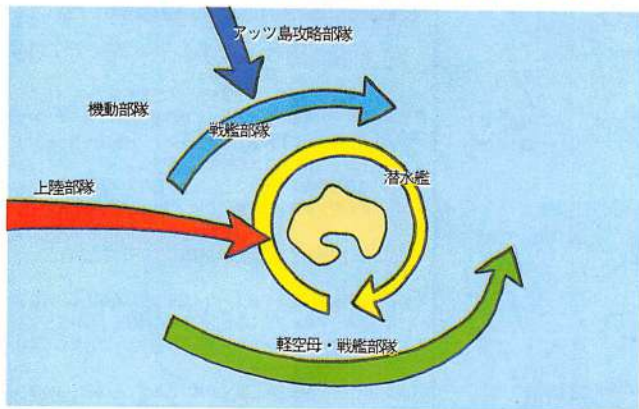 アッツ島攻略部隊
機動部隊
戦艦部隊
潜水艦
上陸部隊
軽空母・戦艦部隊